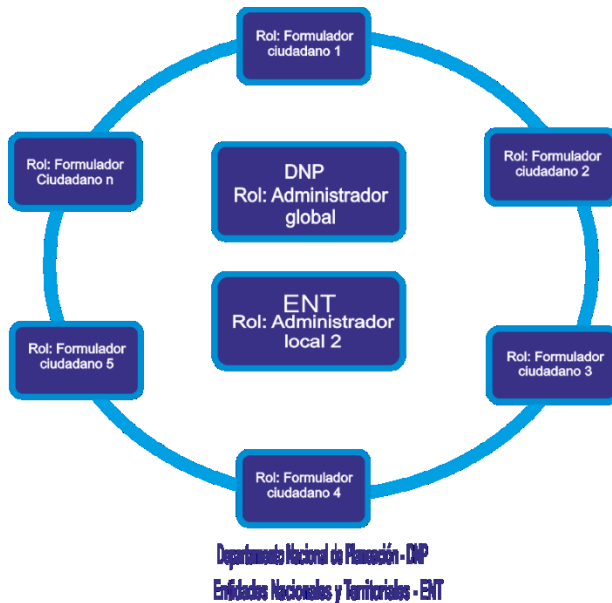 Rol: Formulador
ciudadano 1
Rol: Formulador
Ciudadano n
DNP
Rol: Administrador
global
Rol: Formulador
ciudadano 2
ENT
Rol: Administrador
local 2
Rol: Formulador
ciudadano 5
Rol: Formulador
ciudadano 3
Rol: Formulador
ciudadano 4
Departamento Nacional de Planeación - DNP
Entidades Nacionales y Territoriales - ENT